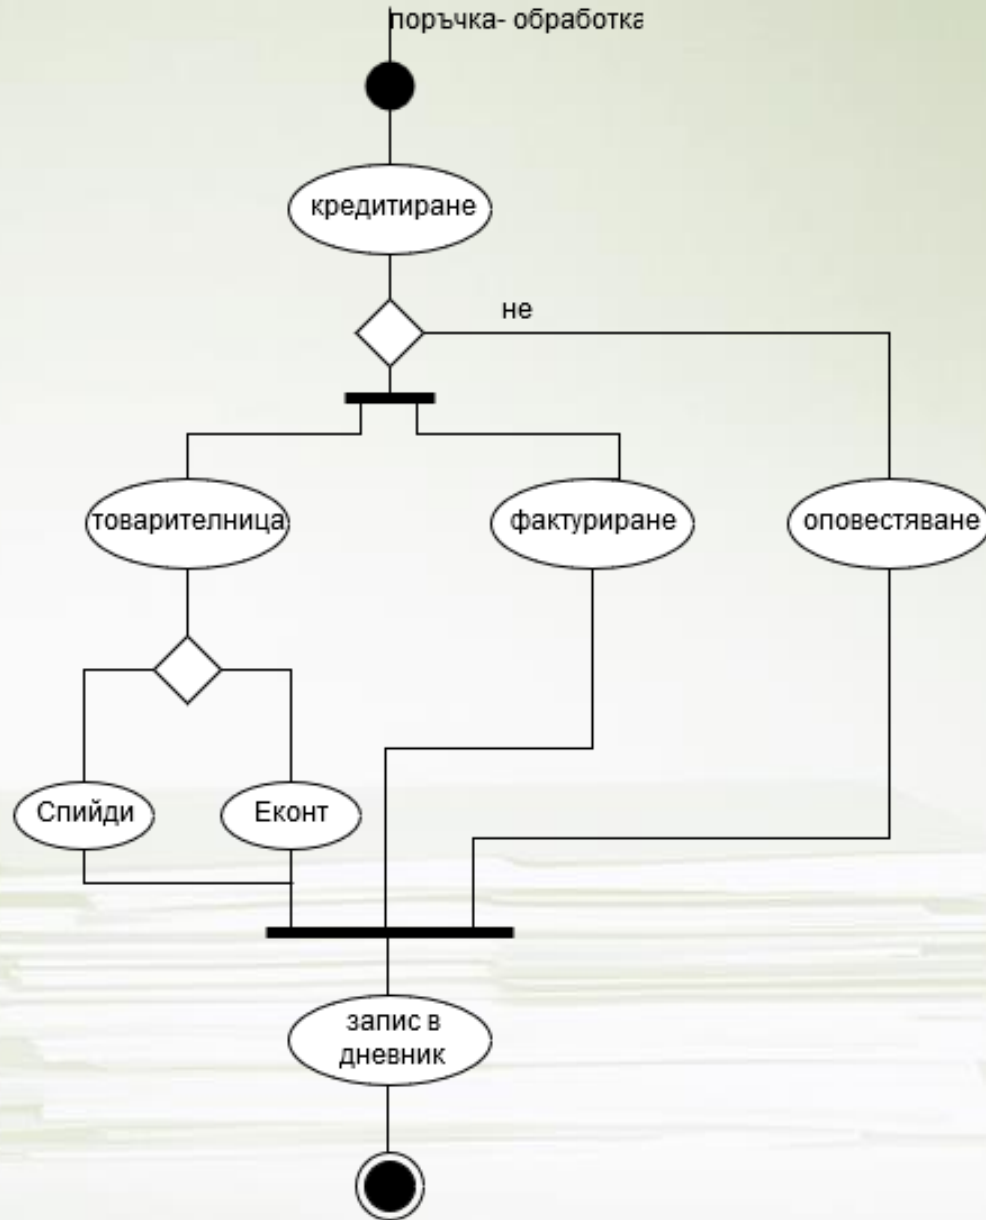 поръчка- обработка
кредитиране
не
товарителница
фактуриране
оповестяване
Спийди
Еконт
запис в
дневник